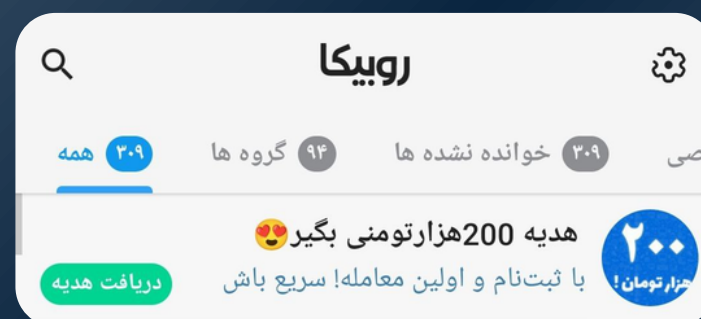 روبیکا
همه ۳۰۹ گروه ها ۹۴ خوانده نشده ها ۳۰۹ صی
هدیه 200هزارتومنی بگیر😍
با ثبت‌نام و اولین معامله! سریع باش
دریافت هدیه
۲۰۰
هزار تومان!